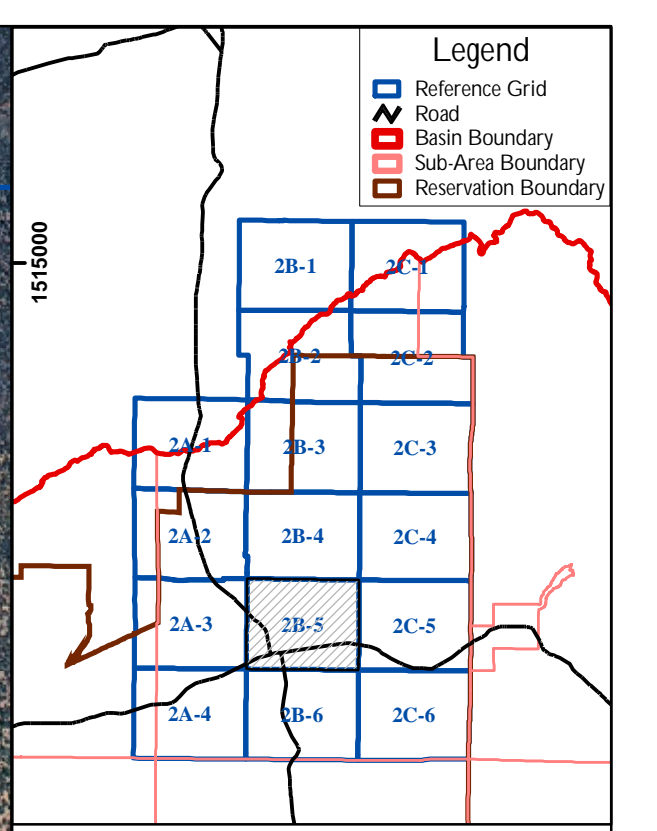 Legend
Reference Grid
Road
Basin Boundary
Sub-Area Boundary
Reservation Boundary
1515000
2B-1 2C-1
2B-2 2C-2
2A-1 2B-3 2C-3
2A-2 2B-4 2C-4
2A-3 2B-5 2C-5
2A-4 2B-6 2C-6